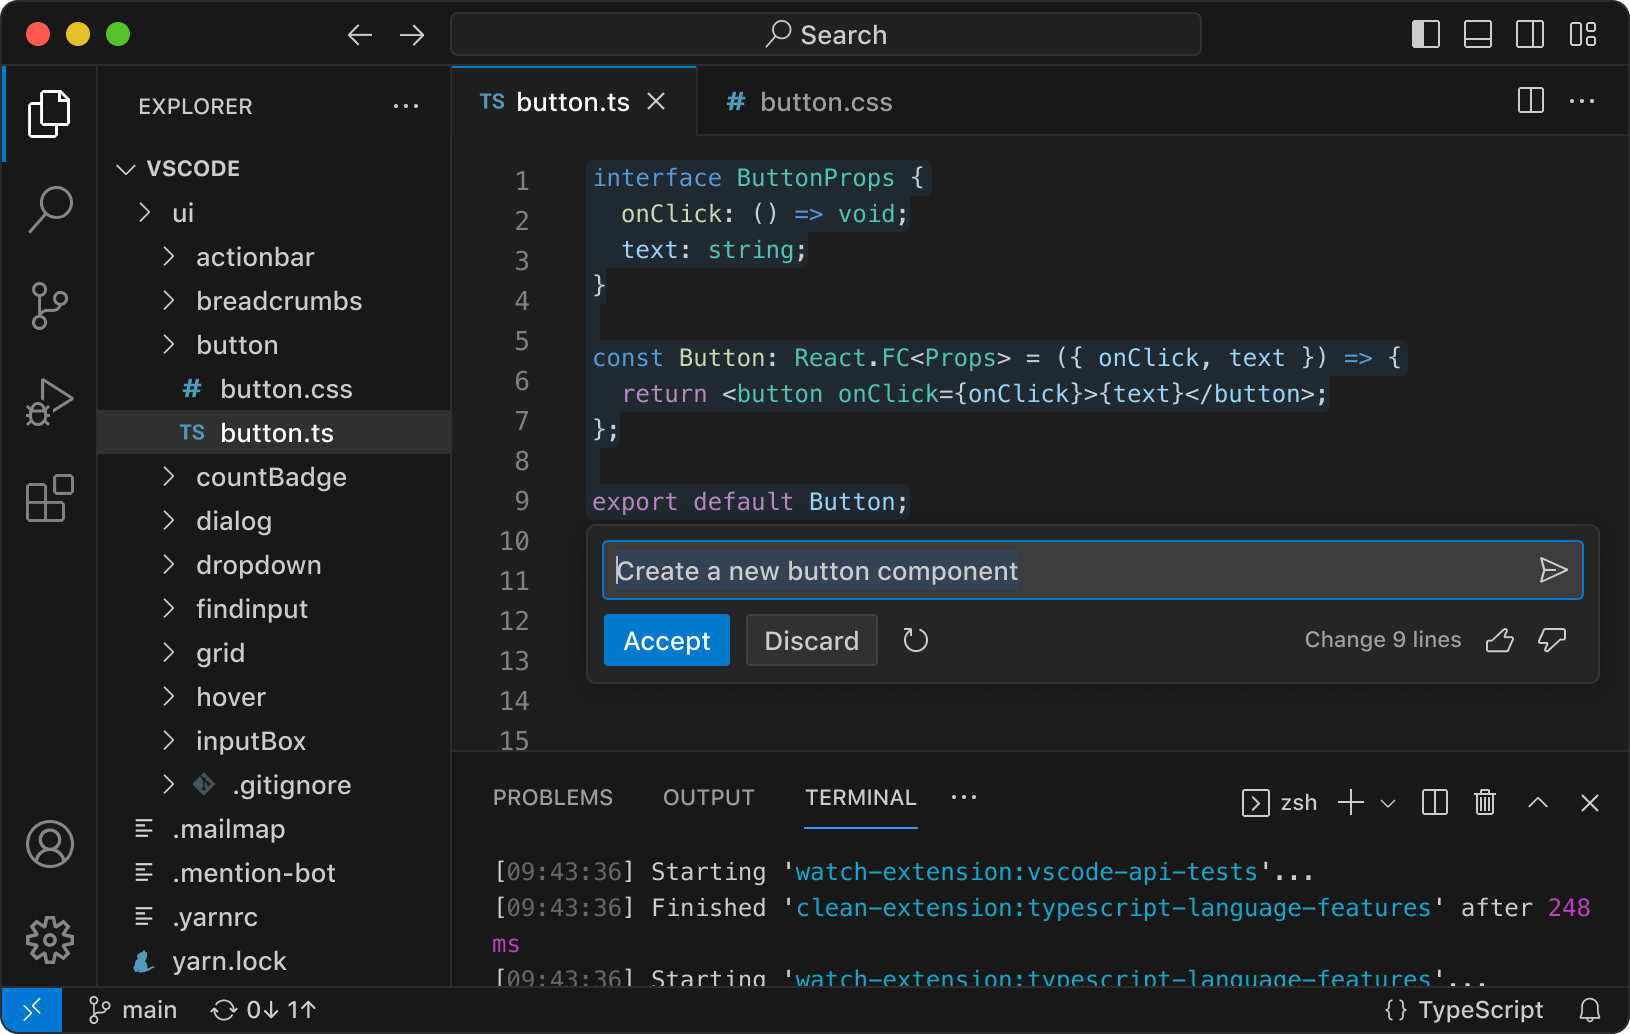 Search
EXPLORER
VSCODE
ui
actionbar
breadcrumbs
button
# button.css
TS button.ts
countBadge
dialog
dropdown
findinput
grid
hover
inputBox
.gitignore
.mailmap
.mention-bot
.yarnrc
yarn.lock
TS button.ts
# button.css
1
2
3
4
5
6
7
8
9
10
11
12
13
14
15
interface ButtonProps {
  onClick: () => void;
  text: string;
}
const Button: React.FC<Props> = ({ onClick, text }) => {
  return <button onClick={onClick}>{text}</button>;
};
export default Button;
Create a new button component
Accept Discard Change 9 lines
PROBLEMS OUTPUT TERMINAL ··· zsh
[09:43:36] Starting 'watch-extension:vscode-api-tests'...
[09:43:36] Finished 'clean-extension:typescript-language-features' after 248
ms
[09:43:36] Starting 'watch-extension:typescript-language-features'...
main 0↓ 1↑ {} TypeScript